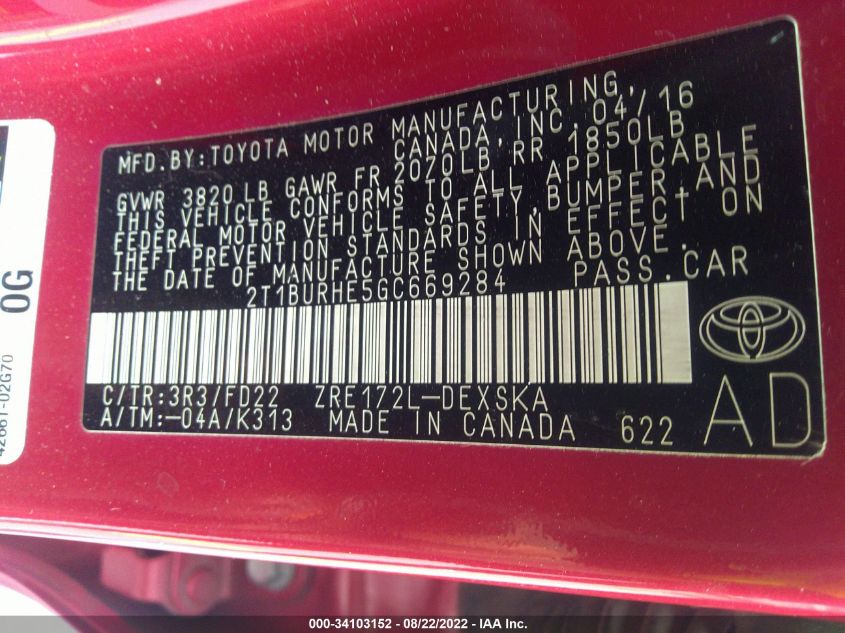 MFD.BY:TOYOTA MOTOR MANUFACTURING,
CANADA,INC.04/16
GVWR 3820 LB GAWR FR 2070LB RR 1850LB
THIS VEHICLE CONFORMS TO ALL APPLICABLE
FEDERAL MOTOR VEHICLE SAFETY,BUMPER,AND
THEFT PREVENTION STANDARDS IN EFFECT ON
THE DATE OF MANUFACTURE SHOWN ABOVE.
2T1BURHE5GC669284 PASS.CAR
C/TR:3R3/FD22 ZRE172L-DEXSKA
A/TM:-04A/K313 MADE IN CANADA 622
AD
0G
42661-02G70
000-34103152 / 08/22/2022 - IAA Inc.